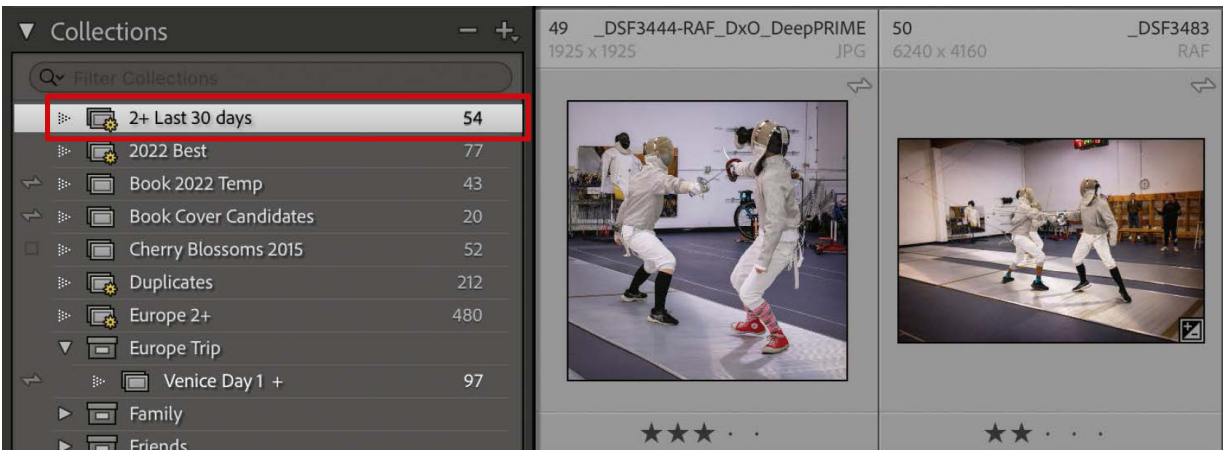 Collections
Filter Collections
2+ Last 30 days 54
2022 Best 77
Book 2022 Temp 43
Book Cover Candidates 20
Cherry Blossoms 2015 52
Duplicates 212
Europe 2+ 480
Europe Trip
Venice Day 1 + 97
Family
Friends
49 _DSF3444-RAF_DxO_DeepPRIME
1925 x 1925 JPG
50 _DSF3483
6240 x 4160 RAF